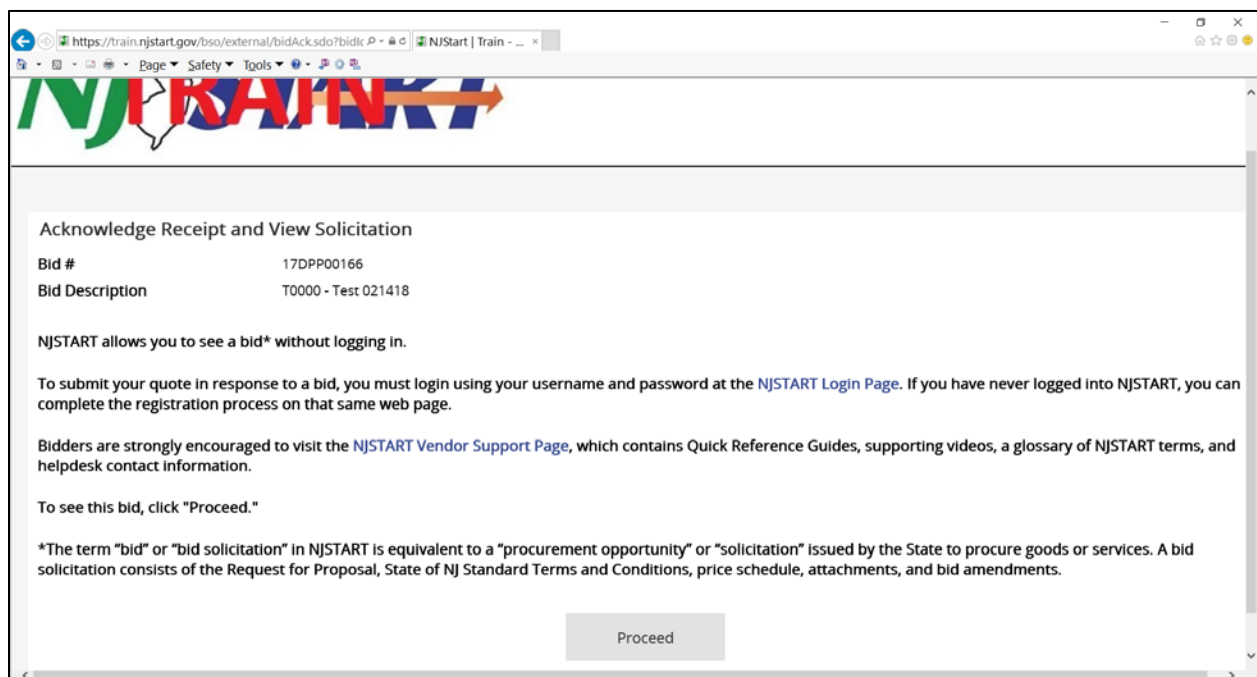 https://train.njstart.gov/bso/external/bidAck.sdo?bidIc
NJStart | Train - ...
Page Safety Tools
NJSTART
TRAIN
Acknowledge Receipt and View Solicitation
Bid # 17DPP00166
Bid Description T0000 - Test 021418
NJSTART allows you to see a bid* without logging in.
To submit your quote in response to a bid, you must login using your username and password at the NJSTART Login Page. If you have never logged into NJSTART, you can
complete the registration process on that same web page.
Bidders are strongly encouraged to visit the NJSTART Vendor Support Page, which contains Quick Reference Guides, supporting videos, a glossary of NJSTART terms, and
helpdesk contact information.
To see this bid, click "Proceed."
*The term “bid” or “bid solicitation” in NJSTART is equivalent to a “procurement opportunity” or “solicitation” issued by the State to procure goods or services. A bid
solicitation consists of the Request for Proposal, State of NJ Standard Terms and Conditions, price schedule, attachments, and bid amendments.
Proceed